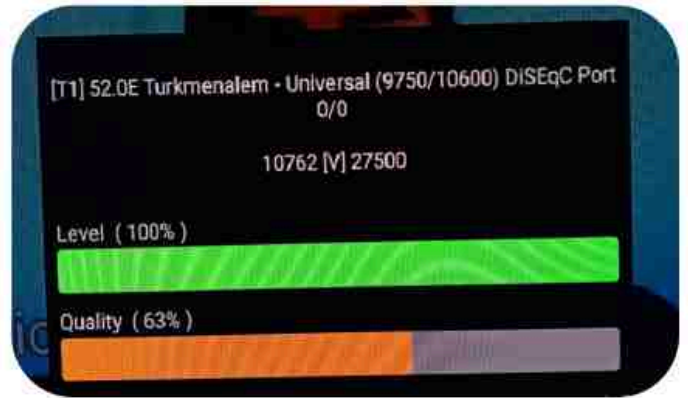 [T1] 52.0E Turkmenalem - Universal (9750/10600) DiSEqC Port
0/0
10762 [V] 27500
Level ( 100% )
Quality ( 63% )